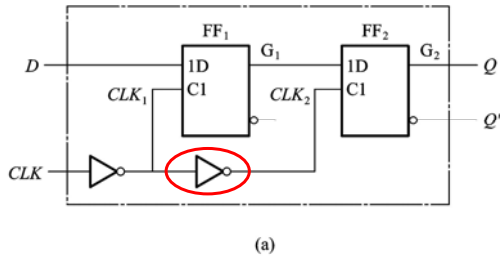 FF₁ FF₂
D 1D G₁ 1D G₂ Q
CLK₁ C1 CLK₂ C1
Q'
CLK
(a)